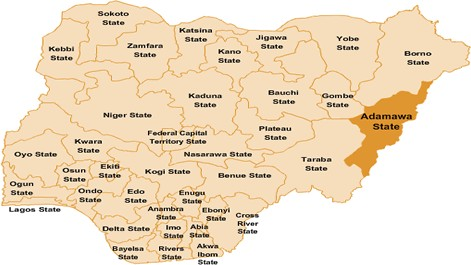 Sokoto
State
Katsina
State
Jigawa
State
Yobe
State
Borno
State
Kebbi
State
Zamfara
State
Kano
State
Kaduna
State
Bauchi
State
Gombe
State
Adamawa
State
Niger State
Plateau
State
Federal Capital
Territory State
Kwara
State
Oyo State
Nasarawa State
Taraba
State
Osun
State
Ekiti
State
Kogi State
Benue State
Ogun
State
Ondo
State
Edo
State
Enugu
State
Lagos State
Anambra
State
Ebonyi
State
Cross
River
State
Delta State
Imo
State
Abia
State
Bayelsa
State
Rivers
State
Akwa
Ibom
State